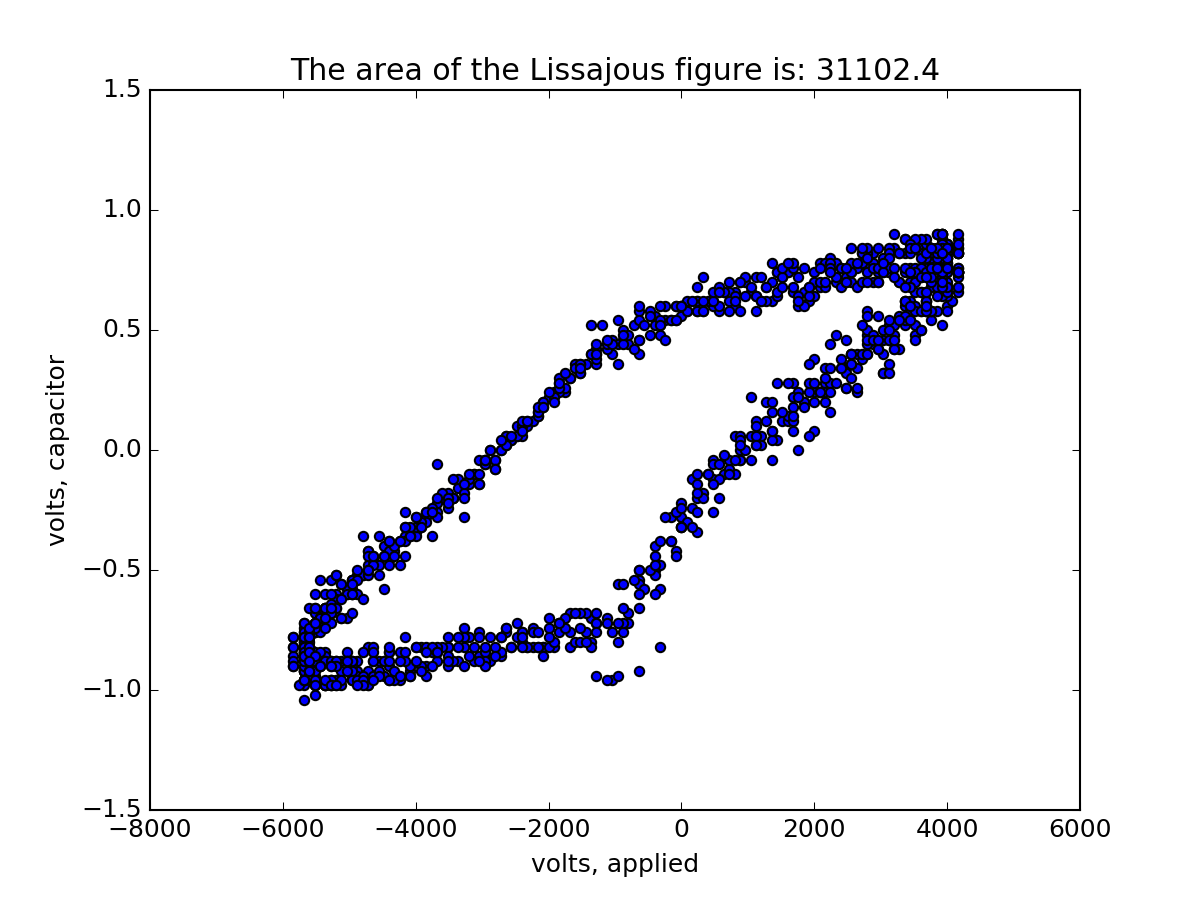 The area of the Lissajous figure is: 31102.4
1.5
1.0
0.5
0.0
−0.5
−1.0
−1.5
volts, capacitor
−8000 −6000 −4000 −2000 0 2000 4000 6000
volts, applied